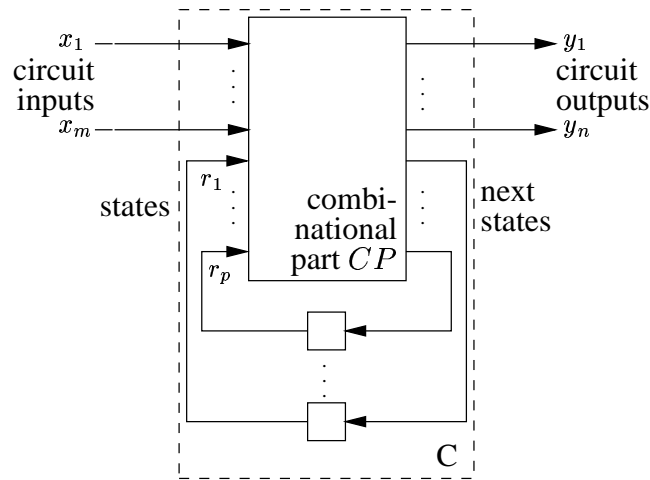 x₁
circuit
inputs
xₘ
states
r₁
rₚ
combi-
national
part CP
y₁
circuit
outputs
yₙ
next
states
C